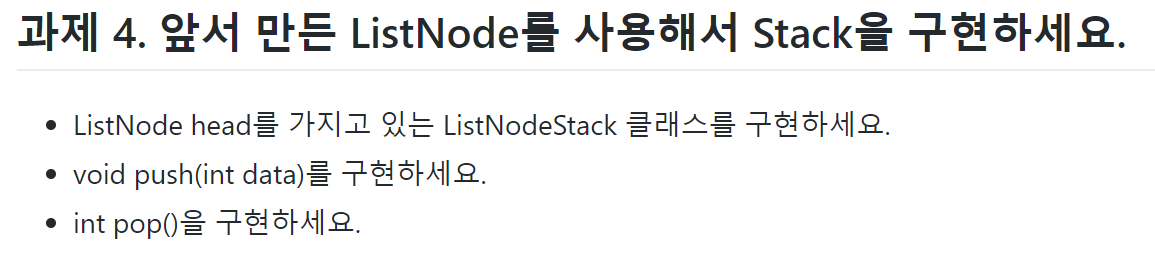 과제 4. 앞서 만든 ListNode를 사용해서 Stack을 구현하세요.
ListNode head를 가지고 있는 ListNodeStack 클래스를 구현하세요.
void push(int data)를 구현하세요.
int pop()을 구현하세요.